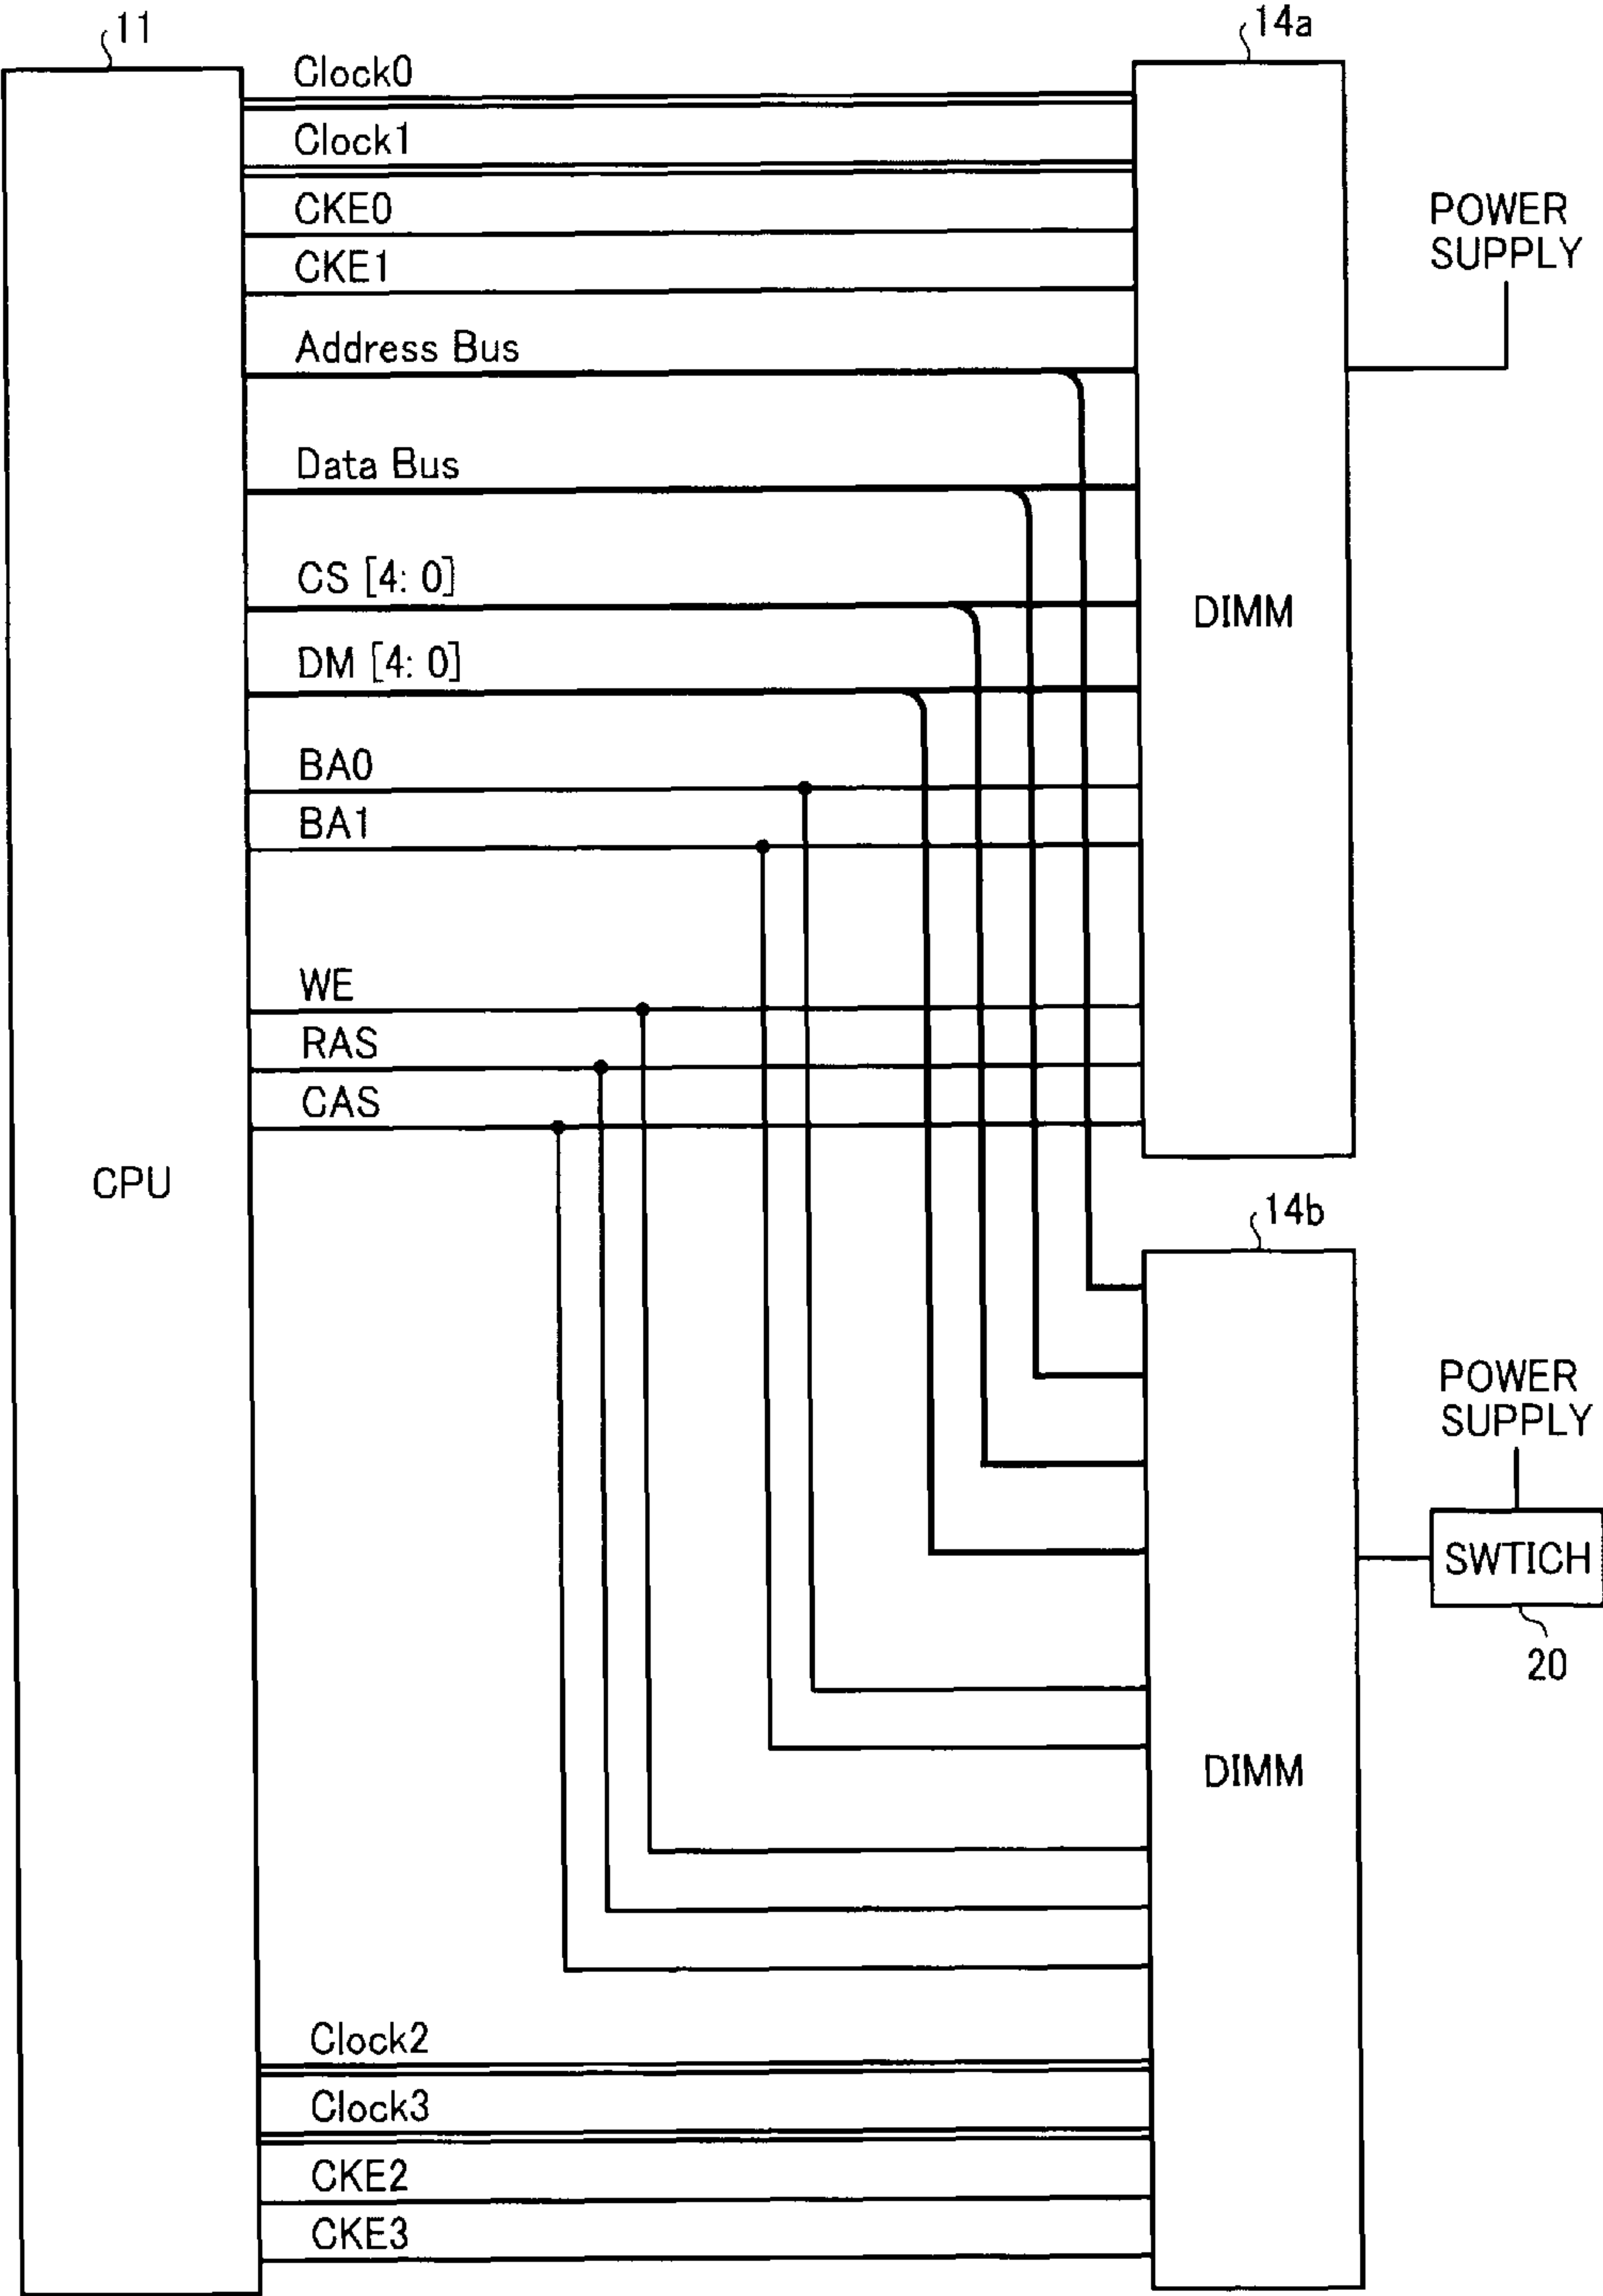 11
14a
Clock0
Clock1
CKE0
POWER
SUPPLY
CKE1
Address Bus
Data Bus
CS [4: 0]
DIMM
DM [4: 0]
BA0
BA1
WE
RAS
CAS
CPU
14b
POWER
SUPPLY
SWTICH
20
DIMM
Clock2
Clock3
CKE2
CKE3